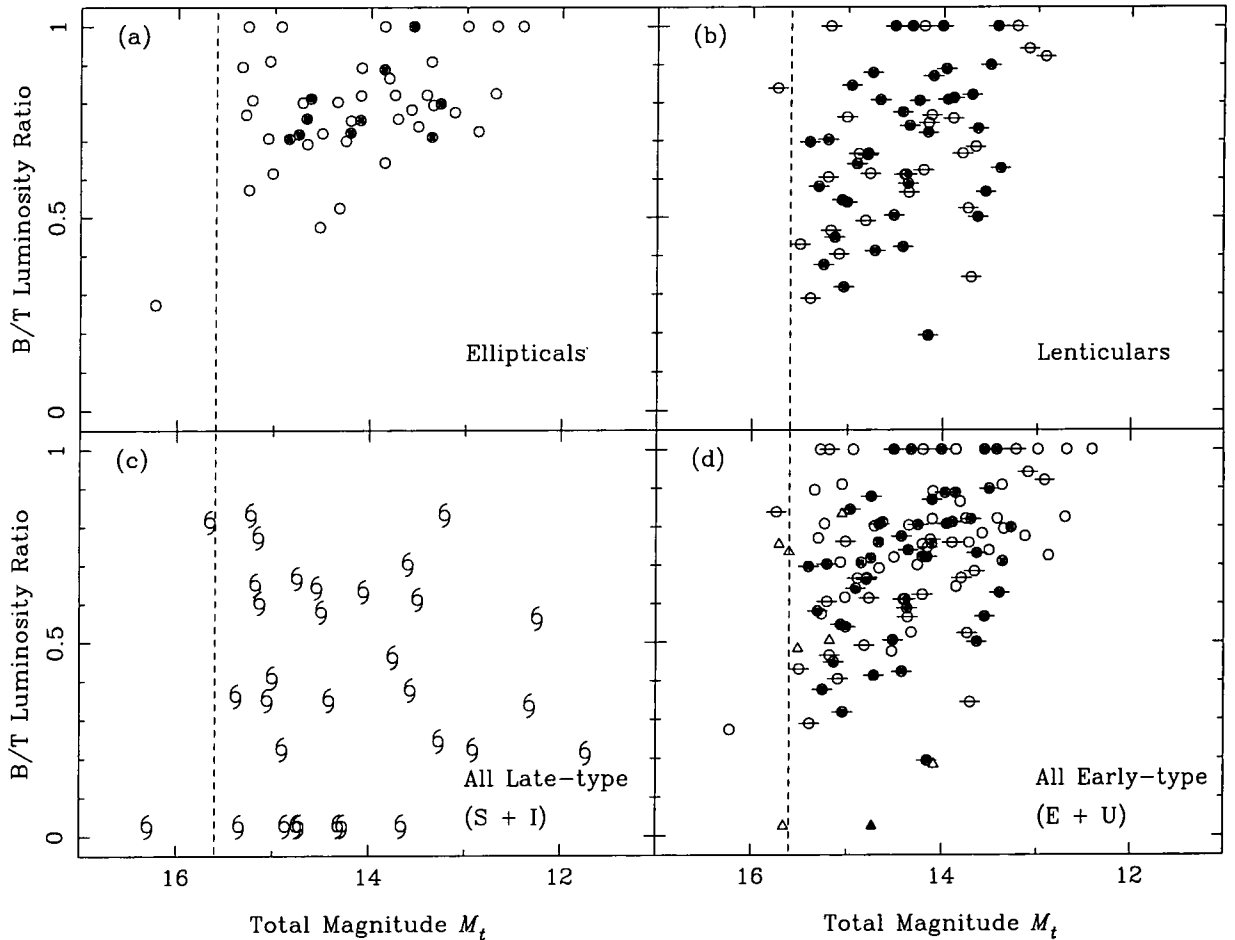 (a)
(b)
1
0.5
0
B/T Luminosity Ratio
Ellipticals
Lenticulars
(c)
(d)
1
0.5
0
B/T Luminosity Ratio
All Late-type
(S + I)
All Early-type
(E + U)
16
14
12
16
14
12
Total Magnitude M_t
Total Magnitude M_t